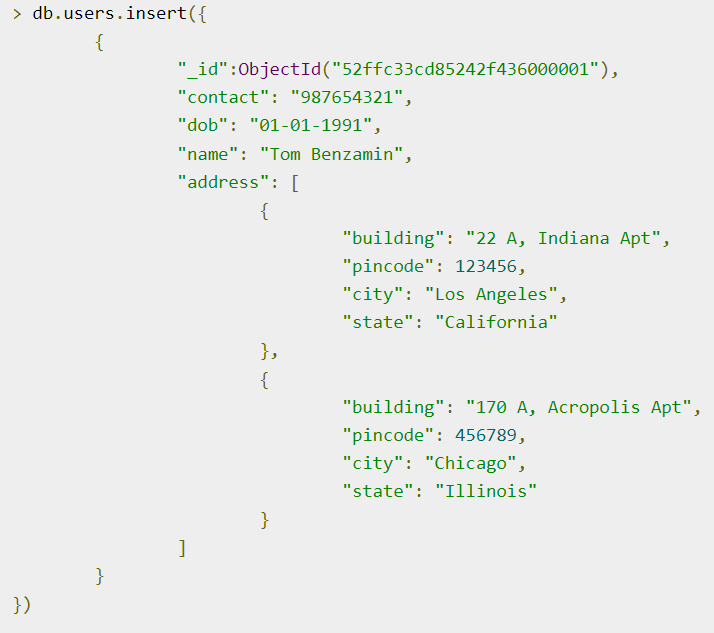 > db.users.insert({
{
"_id":ObjectId("52ffc33cd85242f436000001"),
"contact": "987654321",
"dob": "01-01-1991",
"name": "Tom Benzamin",
"address": [
{
"building": "22 A, Indiana Apt",
"pincode": 123456,
"city": "Los Angeles",
"state": "California"
},
{
"building": "170 A, Acropolis Apt",
"pincode": 456789,
"city": "Chicago",
"state": "Illinois"
}
]
}
})